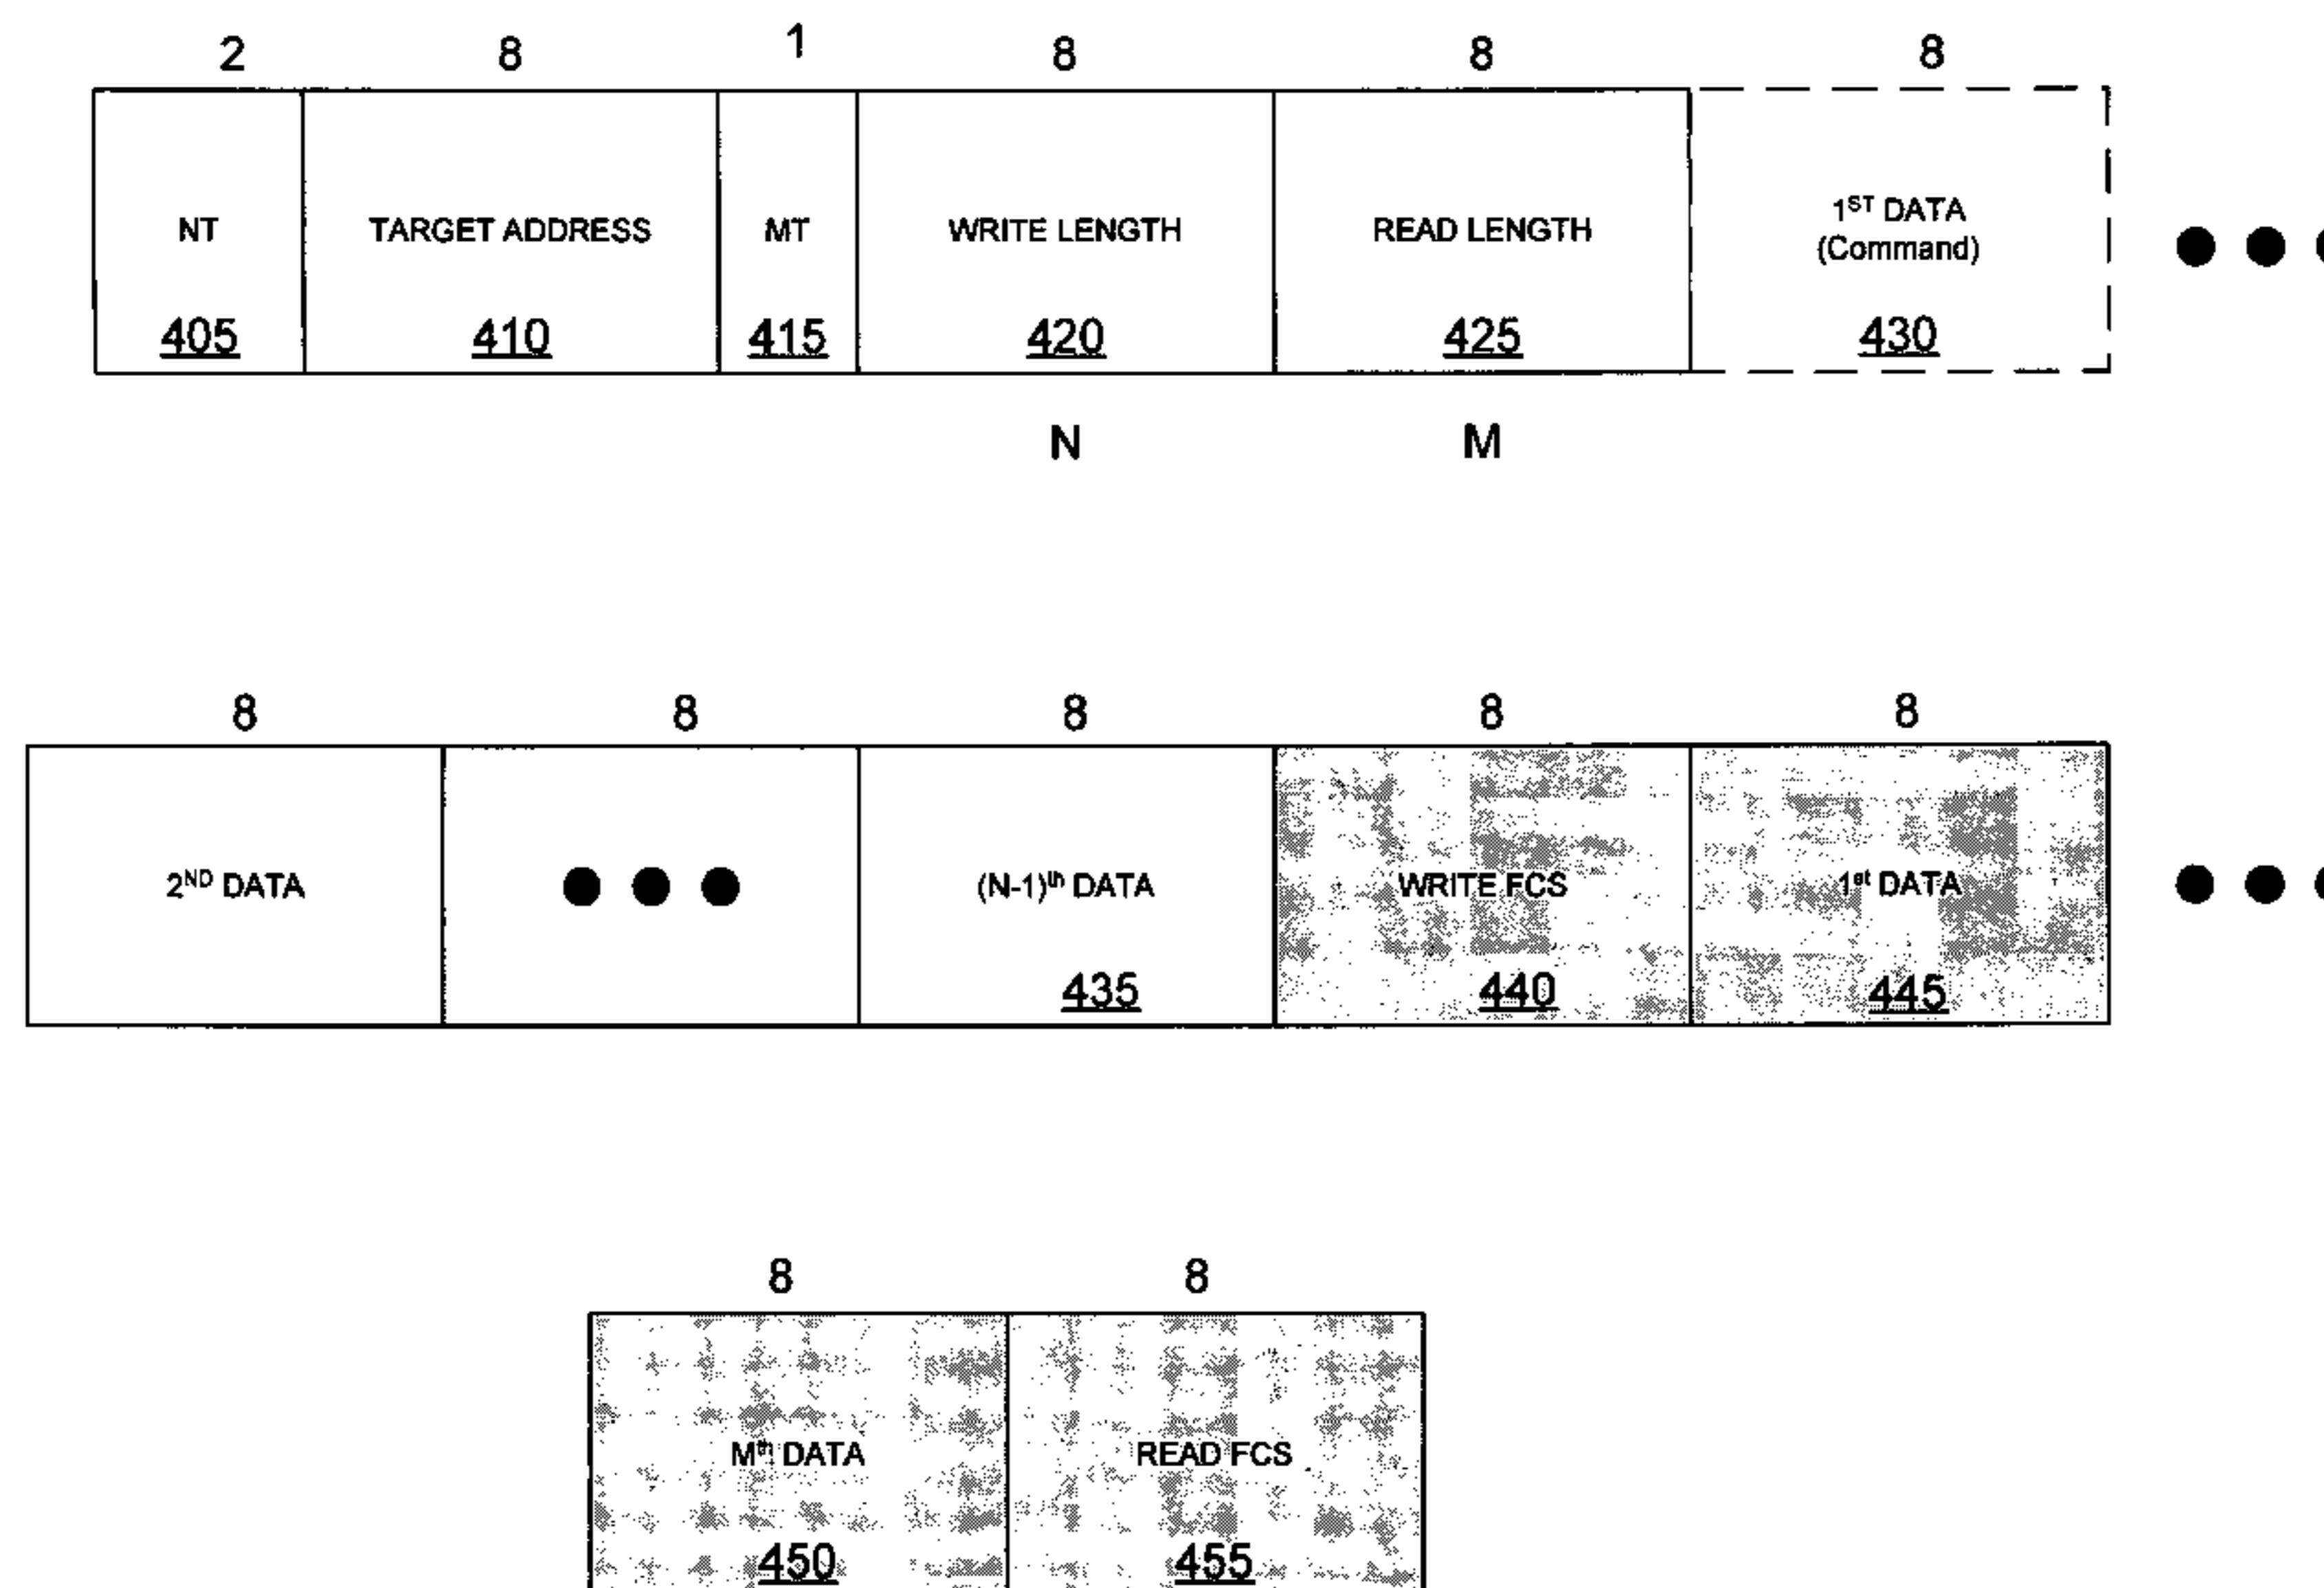 2 8 1 8 8 8
NT TARGET ADDRESS MT WRITE LENGTH READ LENGTH 1ST DATA
(Command)
405 410 415 420 425 430
N M
8 8 8 8 8
2ND DATA (N-1)th DATA WRITE FCS 1st DATA
435 440 445
8 8
Mth DATA READ FCS
450 455